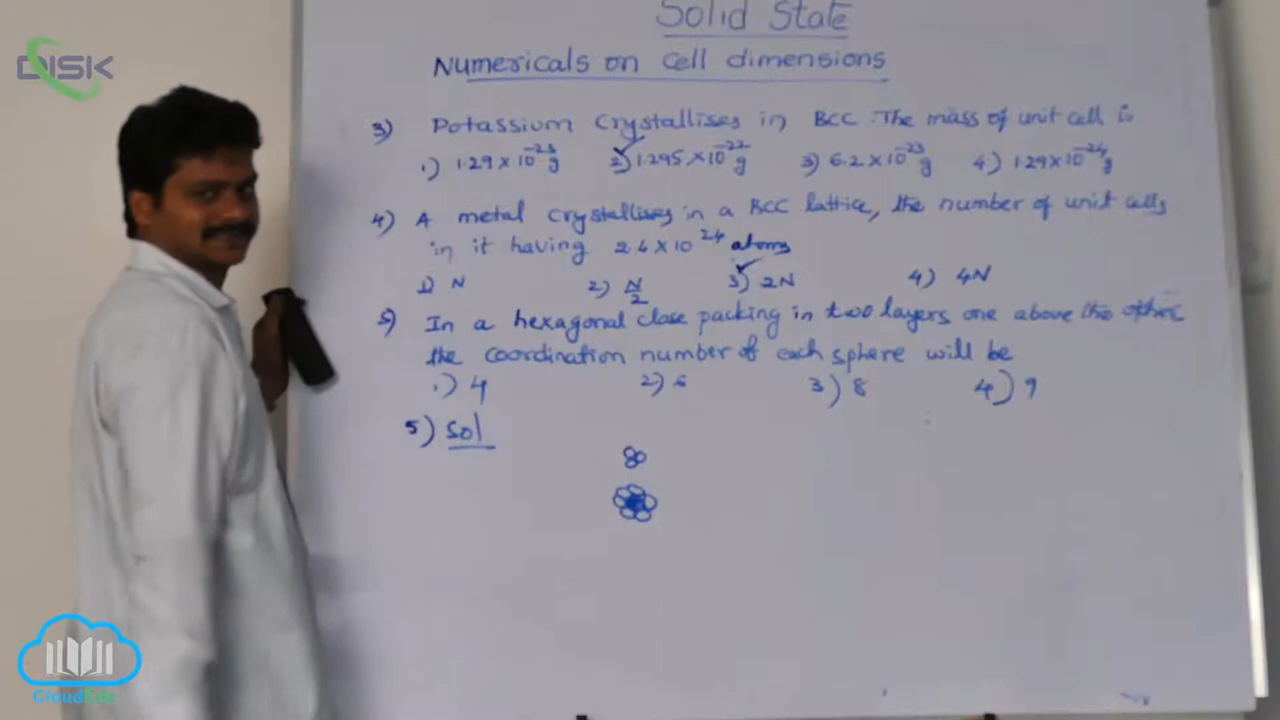 DISK
Solid State
Numericals on cell dimensions
3) Potassium Crystallises in BCC. The mass of unit cell is
1.) 1.29 × 10⁻²³ g 2) 1.295 × 10⁻²² g 3) 6.2 × 10⁻²³ g 4.) 1.29 × 10⁻²⁴ g
4) A metal crystallises in a BCC lattice, the number of unit cells
in it having 24 × 10²⁴ atoms
1) N 2) N/2 3) 2N 4) 4N
5) In a hexagonal close packing in two layers one above the other
the coordination number of each sphere will be
1.) 4 2) 6 3) 8 4) 9
5) Sol
CloudEdz